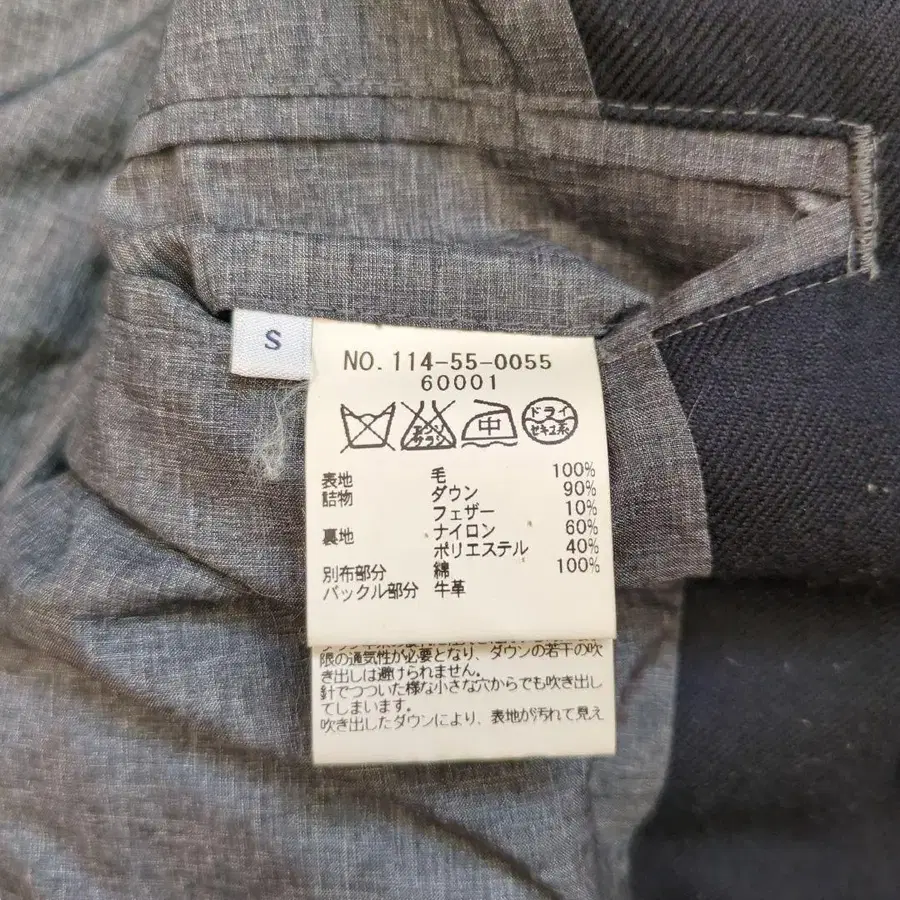 S
NO. 114-55-0055
60001
エンソ
サラシ
中
ドライ
セキユ系
表地 毛 100%
詰物 ダウン 90%
フェザー 10%
裏地 ナイロン 60%
ポリエステル 40%
別布部分 綿 100%
バックル部分 牛革
限の通気性が必要となり、ダウンの若干の吹
き出しは避けられません。
針でつついた様な小さな穴からでも吹き出し
てしまいます。
吹き出したダウンにより、表地が汚れて見え